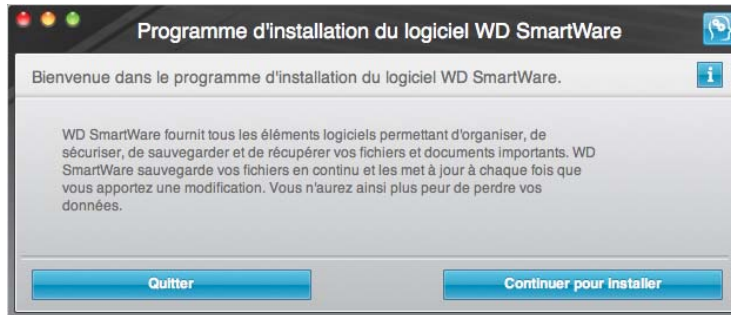 Programme d'installation du logiciel WD SmartWare
Bienvenue dans le programme d'installation du logiciel WD SmartWare.
i
WD SmartWare fournit tous les éléments logiciels permettant d'organiser, de
sécuriser, de sauvegarder et de récupérer vos fichiers et documents importants. WD
SmartWare sauvegarde vos fichiers en continu et les met à jour à chaque fois que
vous apportez une modification. Vous n'aurez ainsi plus peur de perdre vos
données.
Quitter
Continuer pour installer